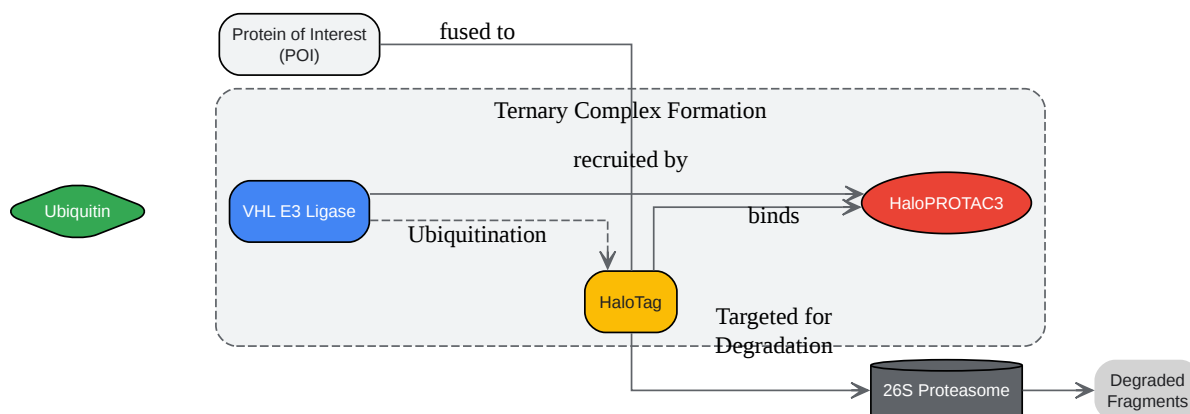 Protein of Interest
(POI)
fused to
Ternary Complex Formation
recruited by
Ubiquitin
VHL E3 Ligase
HaloPROTAC3
binds
Ubiquitination
HaloTag
Targeted for
Degradation
26S Proteasome
Degraded
Fragments